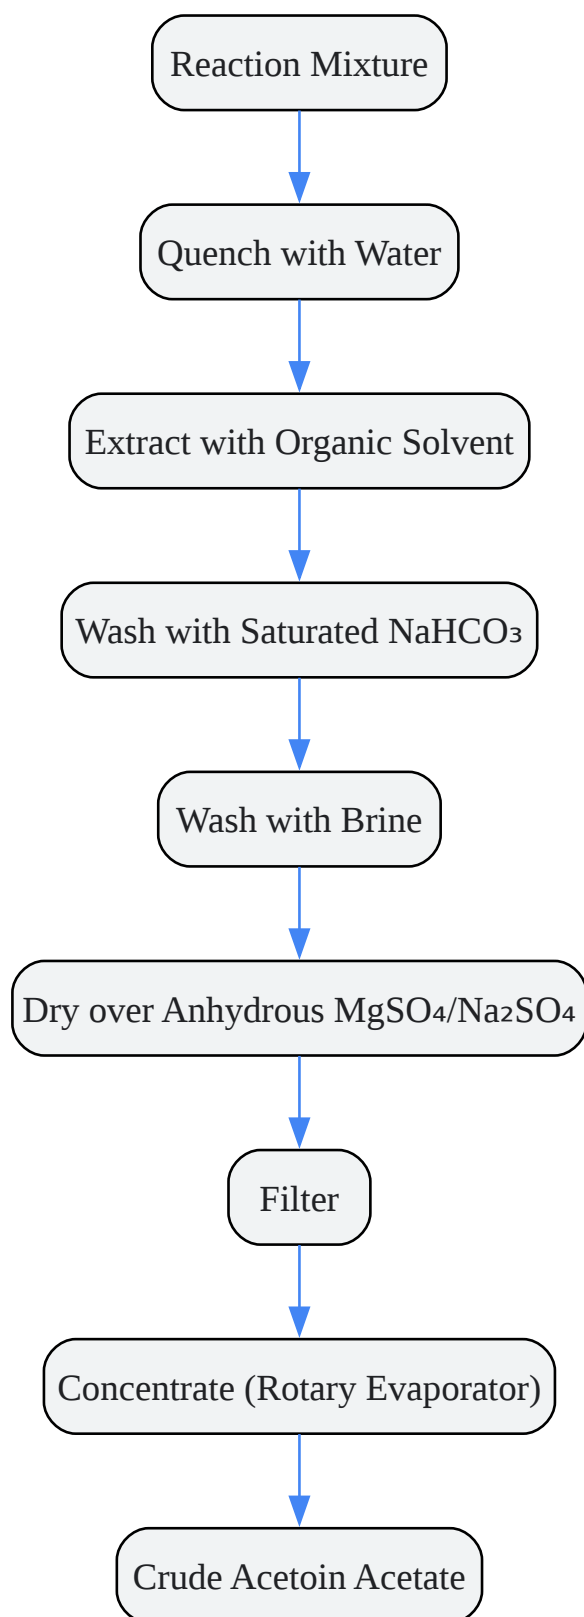 Reaction Mixture
Quench with Water
Extract with Organic Solvent
Wash with Saturated NaHCO₃
Wash with Brine
Dry over Anhydrous MgSO₄/Na₂SO₄
Filter
Concentrate (Rotary Evaporator)
Crude Acetoin Acetate